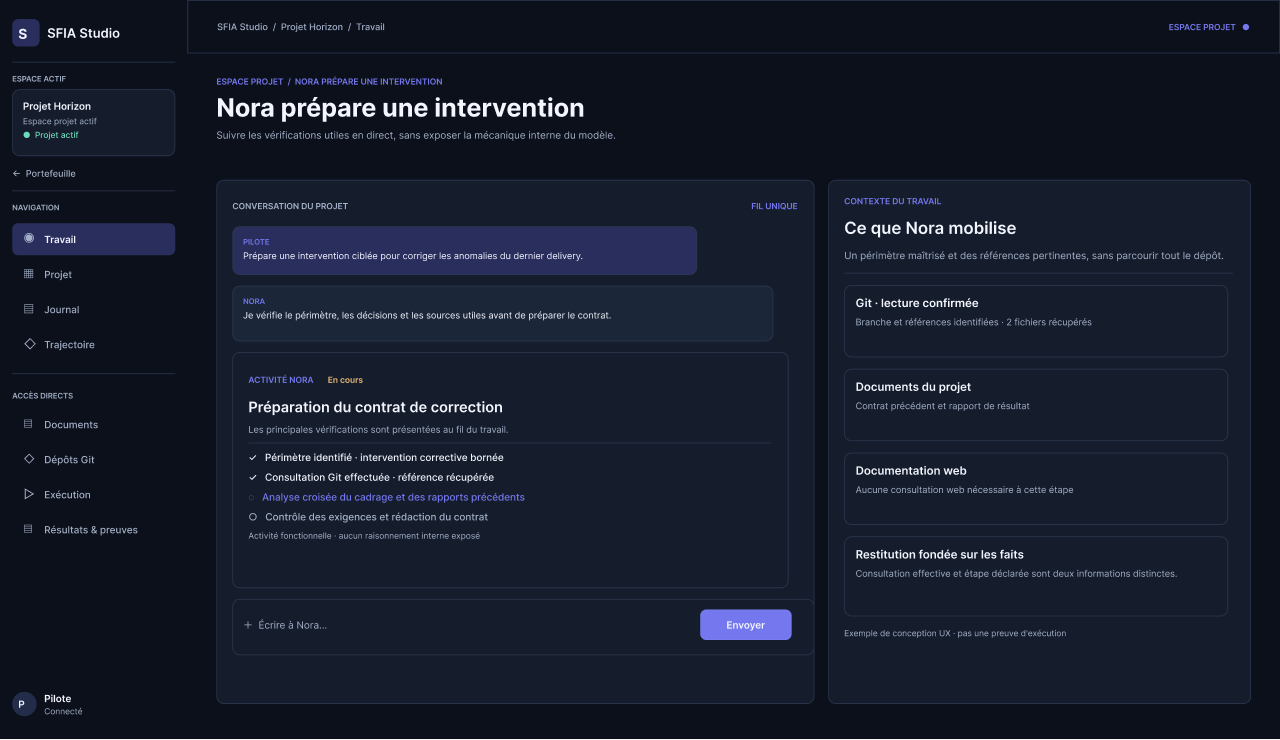 S SFIA Studio
ESPACE ACTIF
Projet Horizon
Espace projet actif
Projet actif
← Portefeuille
NAVIGATION
Travail
Projet
Journal
Trajectoire
ACCÈS DIRECTS
Documents
Dépôts Git
Exécution
Résultats & preuves
P Pilote
Connecté
SFIA Studio / Projet Horizon / Travail
ESPACE PROJET
ESPACE PROJET / NORA PRÉPARE UNE INTERVENTION
Nora prépare une intervention
Suivre les vérifications utiles en direct, sans exposer la mécanique interne du modèle.
CONVERSATION DU PROJET
FIL UNIQUE
PILOTE
Prépare une intervention ciblée pour corriger les anomalies du dernier delivery.
NORA
Je vérifie le périmètre, les décisions et les sources utiles avant de préparer le contrat.
ACTIVITÉ NORA En cours
Préparation du contrat de correction
Les principales vérifications sont présentées au fil du travail.
✓ Périmètre identifié · intervention corrective bornée
✓ Consultation Git effectuée · référence récupérée
Analyse croisée du cadrage et des rapports précédents
Contrôle des exigences et rédaction du contrat
Activité fonctionnelle · aucun raisonnement interne exposé
+ Écrire à Nora...
Envoyer
CONTEXTE DU TRAVAIL
Ce que Nora mobilise
Un périmètre maîtrisé et des références pertinentes, sans parcourir tout le dépôt.
Git · lecture confirmée
Branche et références identifiées · 2 fichiers récupérés
Documents du projet
Contrat précédent et rapport de résultat
Documentation web
Aucune consultation web nécessaire à cette étape
Restitution fondée sur les faits
Consultation effective et étape déclarée sont deux informations distinctes.
Exemple de conception UX · pas une preuve d'exécution